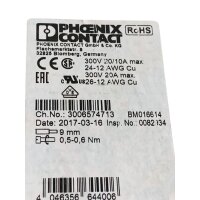 PHOENIX
CONTACT
RoHS
PHOENIX CONTACT GmbH & Co. KG
Flachsmarktstr. 8
32825 Blomberg, Germany
300V 20/10A max.
24-12 AWG Cu
300V 20A max.
26-12 AWG Cu
Ch.No.: 3006574713 BM016614
Date: 2017-03-16 Insp. No.: 0082134
9 mm
0,5-0,6 Nm
4 046356 644006